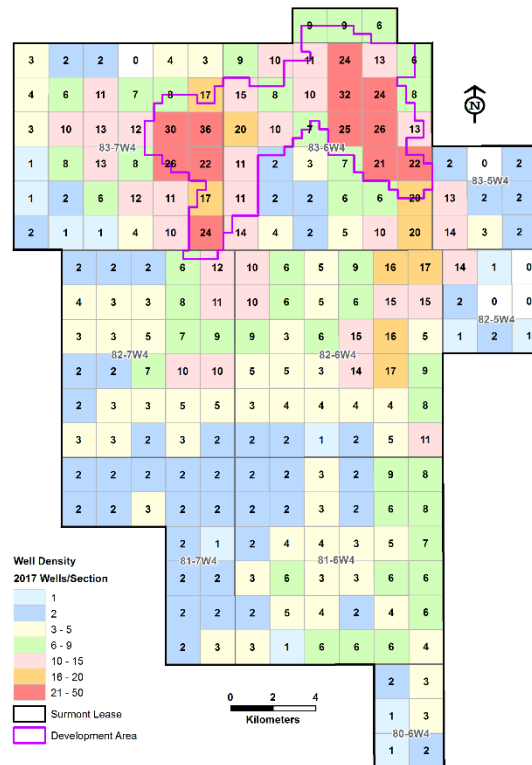 9 9 6
3 2 2 0 4 3 9 10 11 24 13 6
4 6 11 7 8 17 15 8 10 32 24 8
N
3 10 13 12 30 36 20 10 7 25 26 13
83-7W4 83-6W4
1 8 13 8 26 22 11 2 3 7 21 22 2 0 2
83-5W4
1 2 6 12 11 17 11 2 2 6 6 20 13 2 2
2 1 1 4 10 24 14 4 2 5 10 20 14 3 2
2 2 2 6 12 10 6 5 9 16 17 14 1 0
4 3 3 8 11 10 6 5 6 15 15 2 0 0
82-5W4
3 3 5 7 9 9 3 6 15 16 5 1 2 1
82-7W4 82-6W4
2 2 7 10 10 5 5 3 14 17 9
2 3 3 5 5 3 4 4 4 4 8
3 3 2 3 2 2 2 1 2 5 11
2 2 2 2 2 2 2 3 2 9 8
2 2 3 2 2 2 2 3 2 6 8
2 1 2 4 4 3 5 7
81-7W4 81-6W4
2 2 3 6 3 3 6 6
2 2 2 5 4 2 4 6
2 3 3 1 6 6 6 4
2 3
1 3
80-6W4
1 2
Well Density
2017 Wells/Section
1
2
3 - 5
6 - 9
10 - 15
16 - 20
21 - 50
Surmont Lease
Development Area
0 2 4
Kilometers